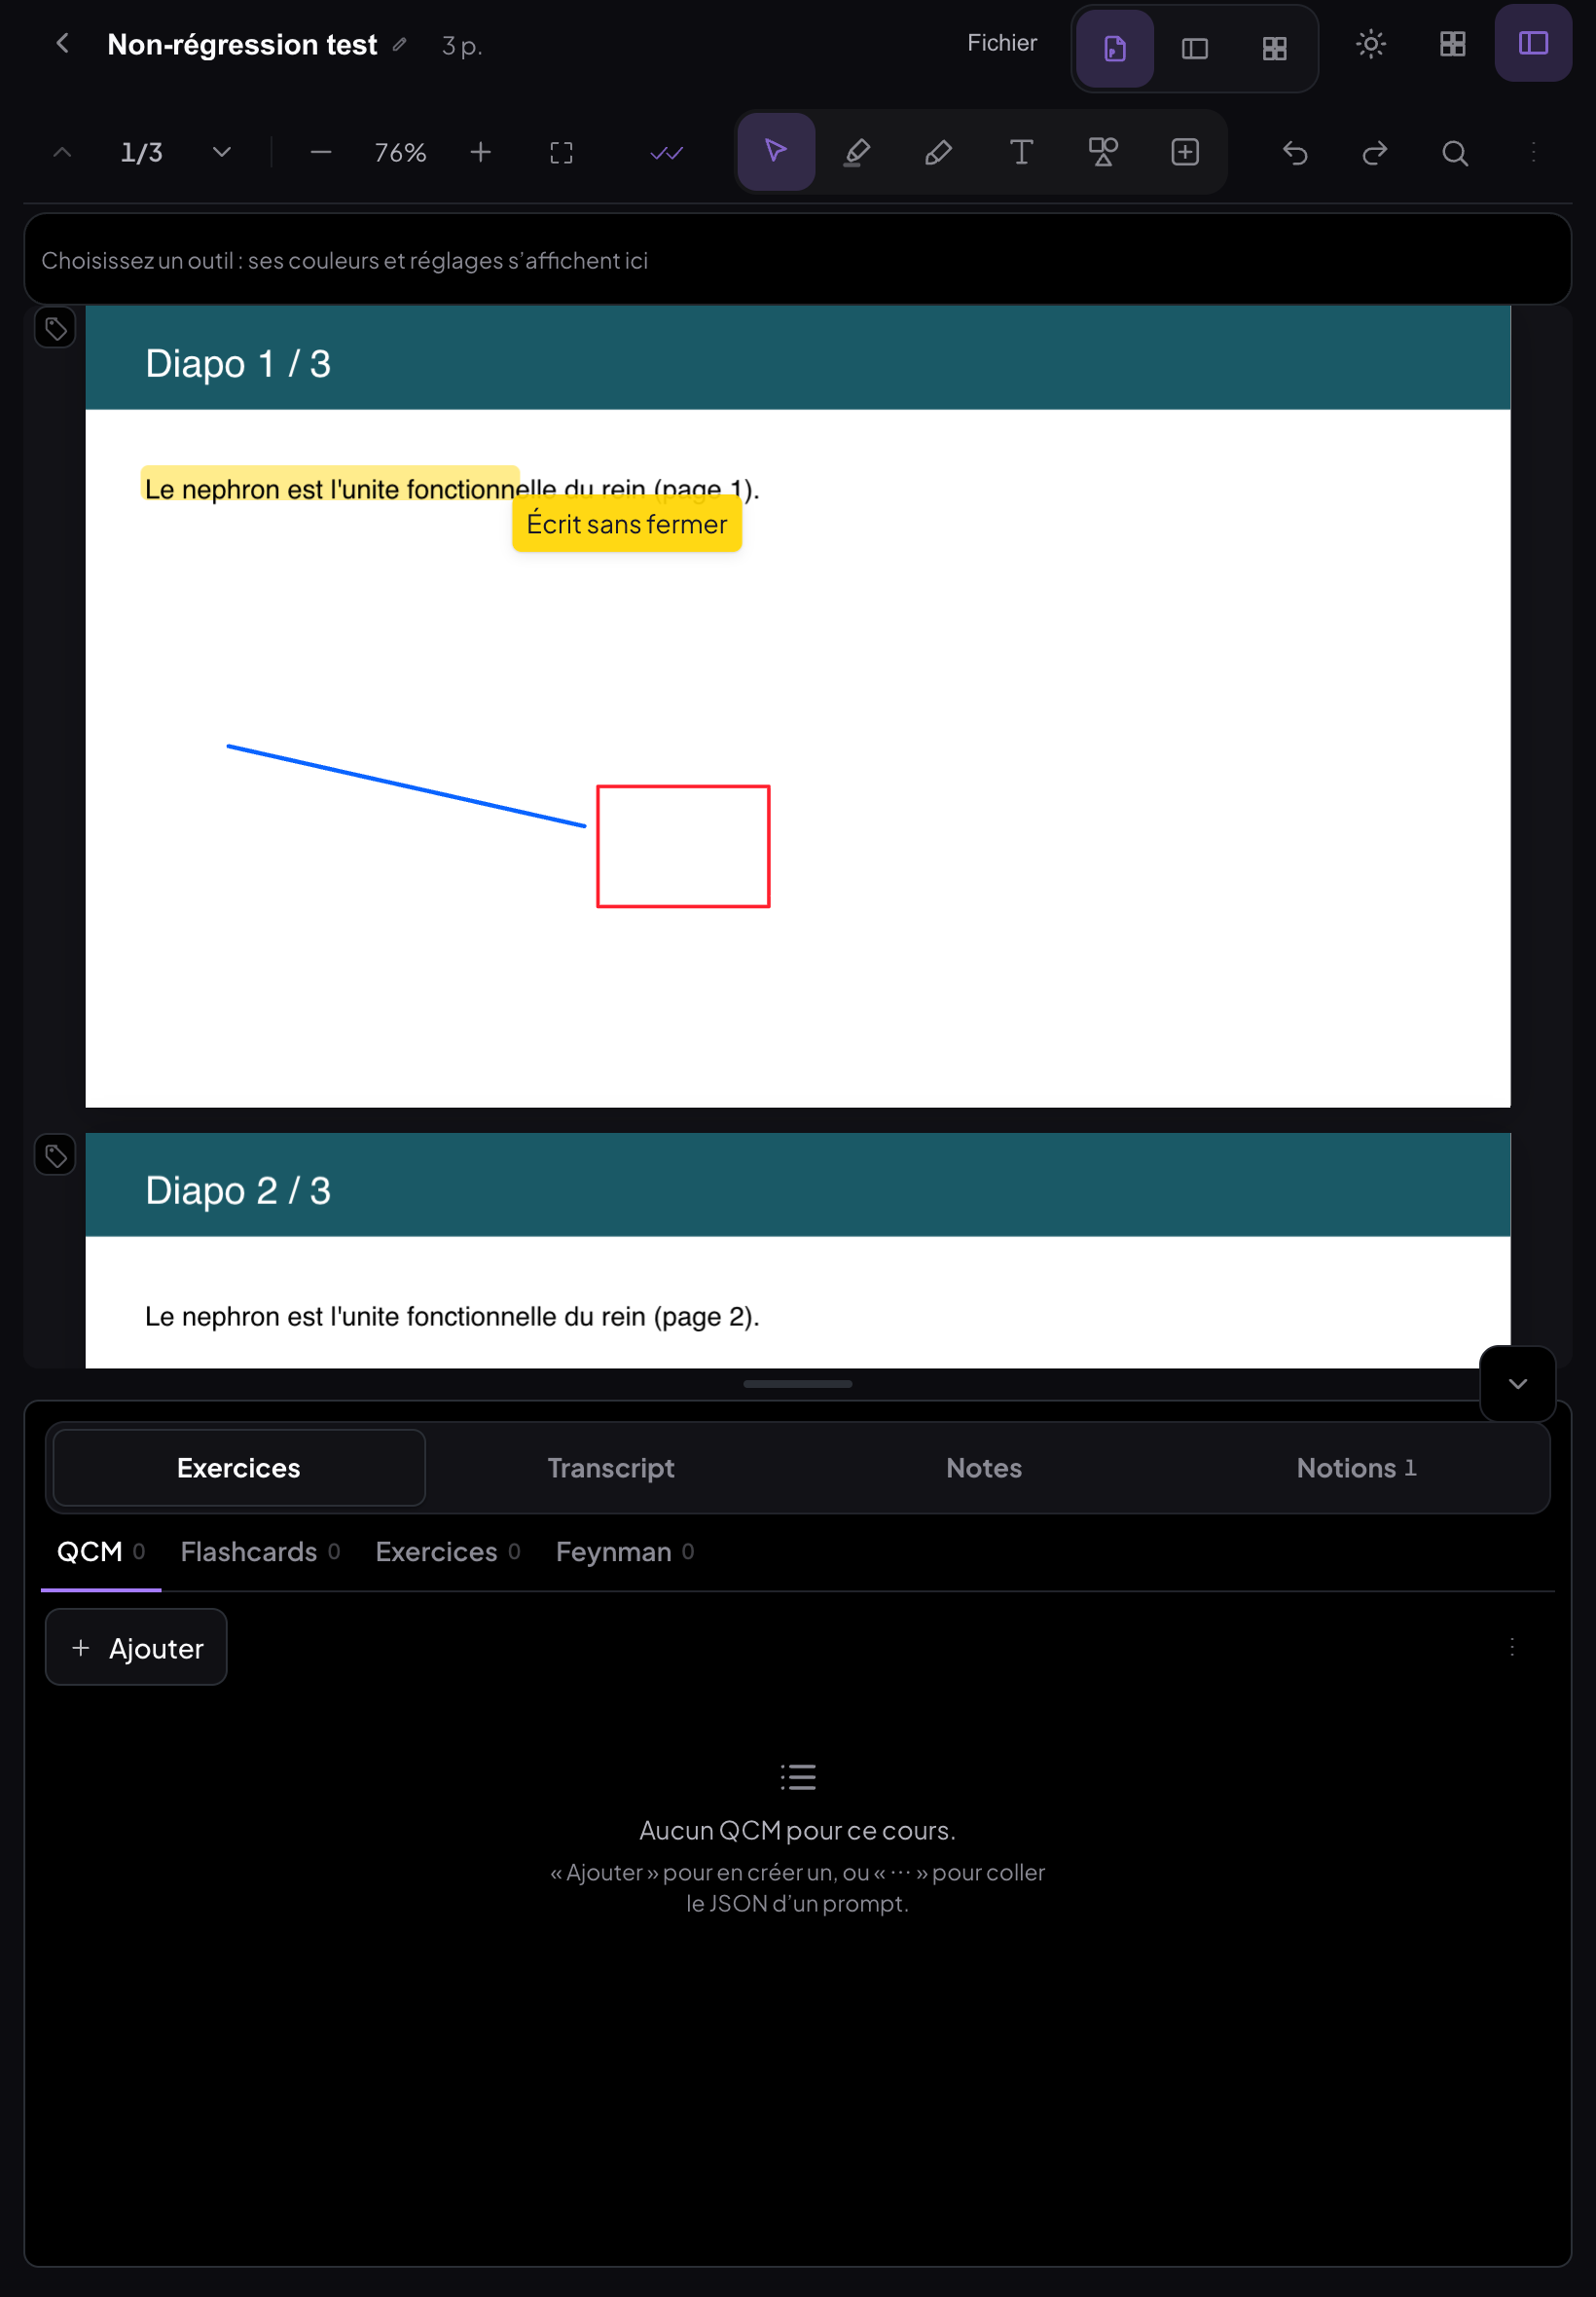 Non-régression test 3 p. Fichier
1/3 76%
Choisissez un outil : ses couleurs et réglages s’affichent ici
Diapo 1 / 3
Le nephron est l'unite fonctionnelle du rein (page 1).
Écrit sans fermer
Diapo 2 / 3
Le nephron est l'unite fonctionnelle du rein (page 2).
Exercices Transcript Notes Notions 1
QCM 0 Flashcards 0 Exercices 0 Feynman 0
+ Ajouter
Aucun QCM pour ce cours.
« Ajouter » pour en créer un, ou « ··· » pour coller
le JSON d’un prompt.